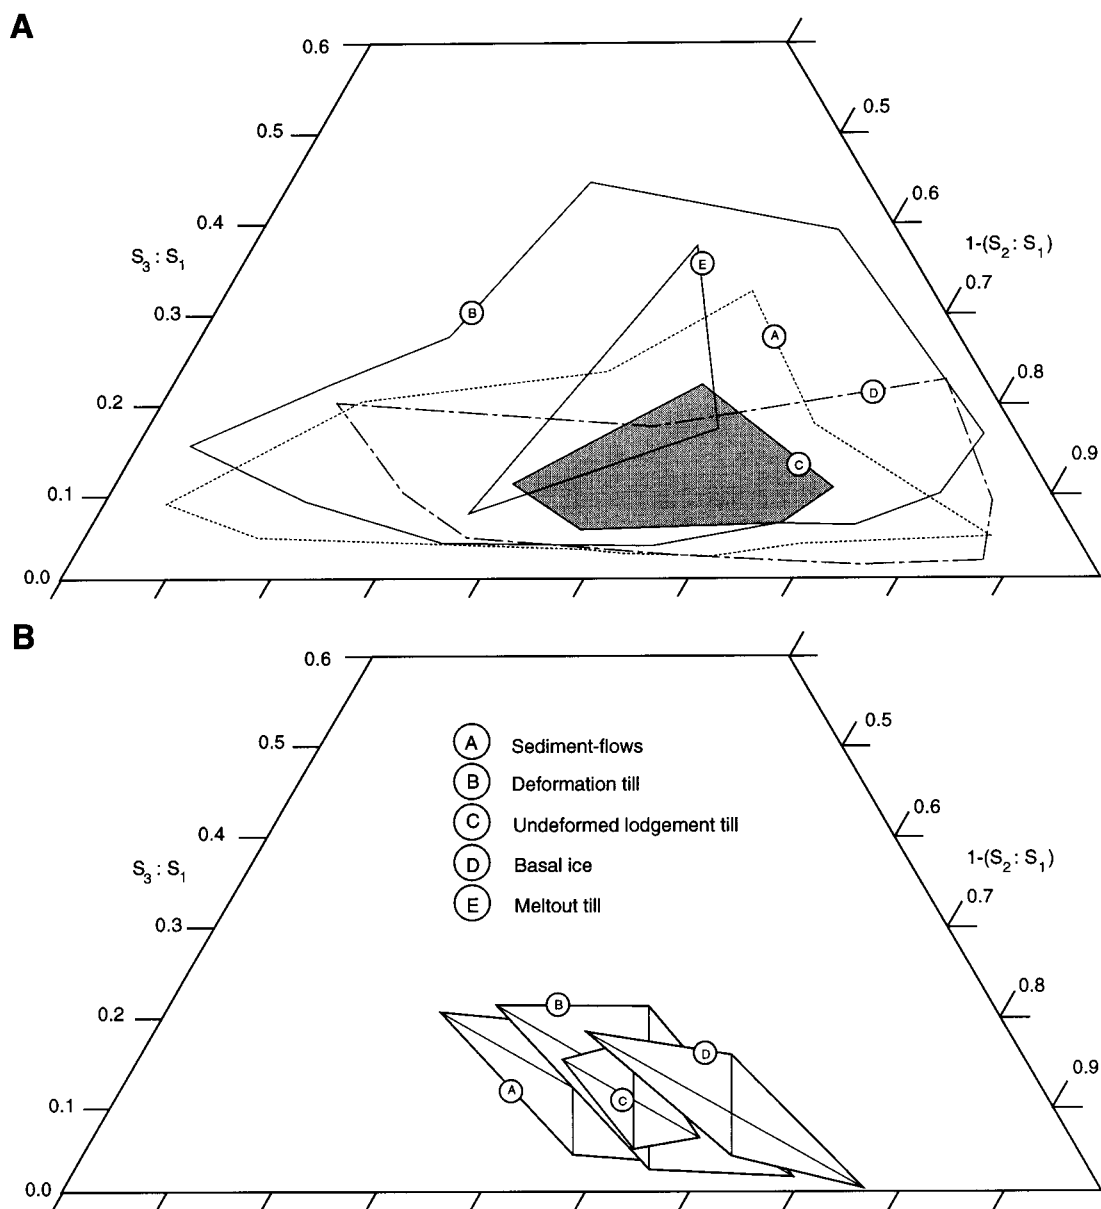 A
0.6
0.5
0.5
0.6
0.4
S3 : S1
1-(S2 : S1)
E
0.7
0.3
B
A
0.8
0.2
D
C
0.9
0.1
0.0
B
0.6
0.5
0.5
A Sediment-flows
B Deformation till
0.6
C Undeformed lodgement till
0.4
S3 : S1
D Basal ice
1-(S2 : S1)
E Meltout till
0.7
0.3
0.8
0.2
B
D
0.9
A
C
0.1
0.0